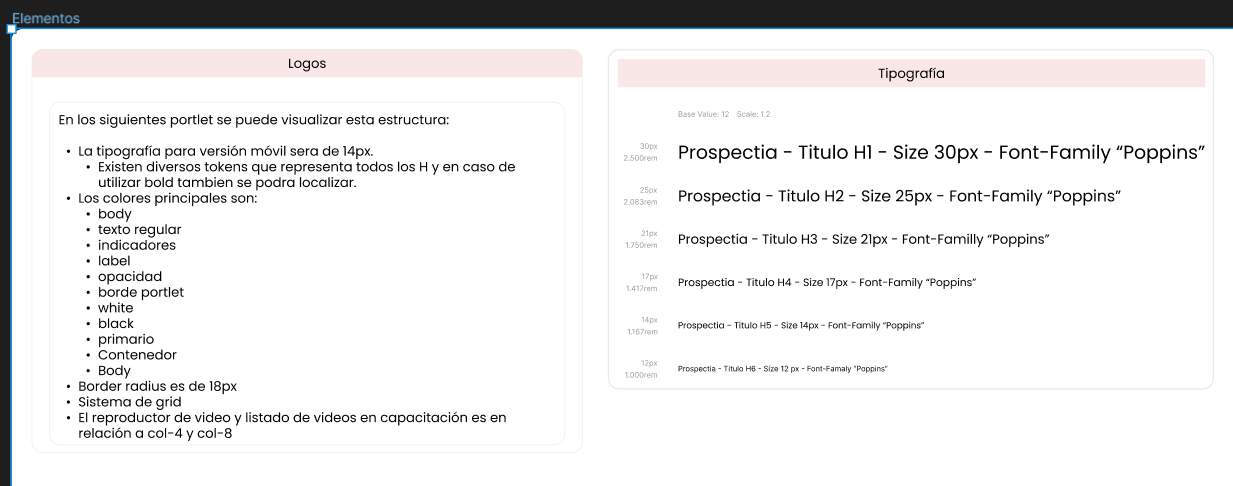 Elementos
Logos
En los siguientes portlet se puede visualizar esta estructura:
• La tipografía para versión móvil sera de 14px.
• Existen diversos tokens que representa todos los H y en caso de
utilizar bold tambien se podra localizar.
• Los colores principales son:
• body
• texto regular
• indicadores
• label
• opacidad
• borde portlet
• white
• black
• primario
• Contenedor
• Body
• Border radius es de 18px
• Sistema de grid
• El reproductor de video y listado de videos en capacitación es en
relación a col-4 y col-8
Tipografía
Base Value: 12 Scale: 1.2
30px
2.500rem
Prospectia - Titulo H1 - Size 30px - Font-Family “Poppins”
25px
2.083rem
Prospectia - Titulo H2 - Size 25px - Font-Family “Poppins”
21px
1.750rem
Prospectia - Titulo H3 - Size 21px - Font-Familly “Poppins”
17px
1.417rem
Prospectia - Titulo H4 - Size 17px - Font-Family “Poppins”
14px
1.167rem
Prospectia - Titulo H5 - Size 14px - Font-Family “Poppins”
12px
1.000rem
Prospectia - Titulo H6 - Size 12 px - Font-Famaly “Poppins”